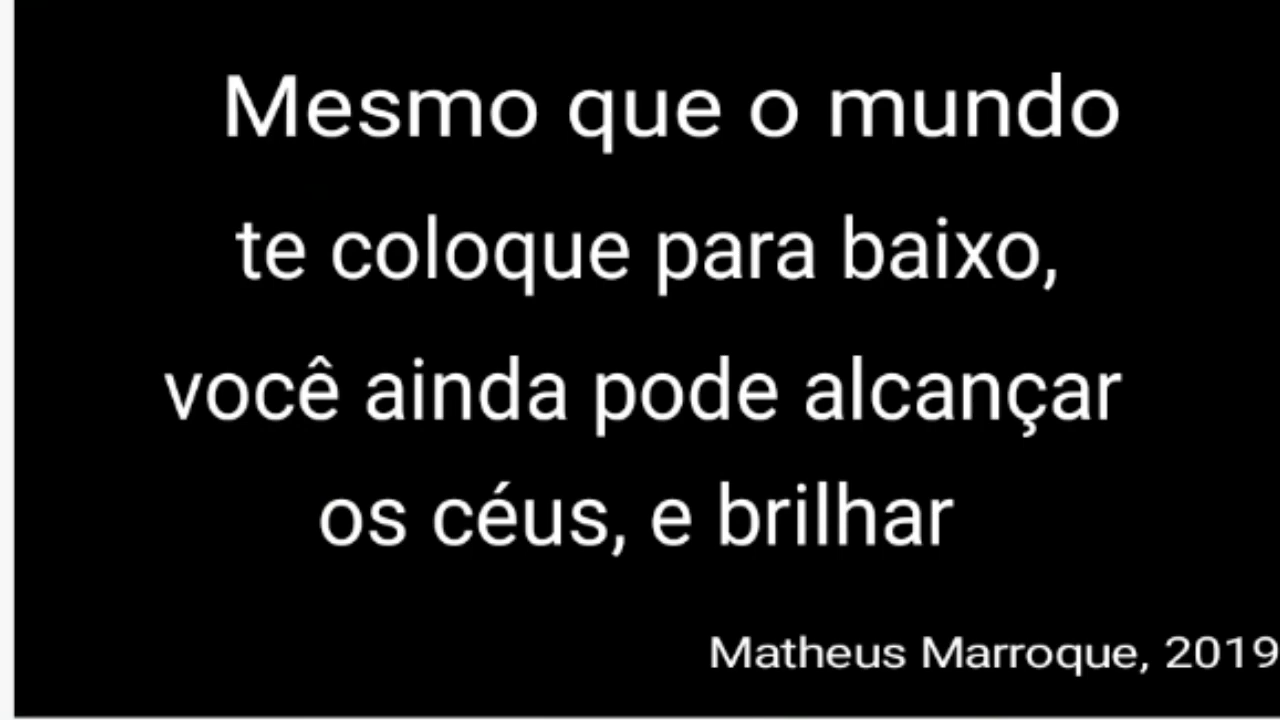 Mesmo que o mundo
te coloque para baixo,
você ainda pode alcançar
os céus, e brilhar
Matheus Marroque, 2019